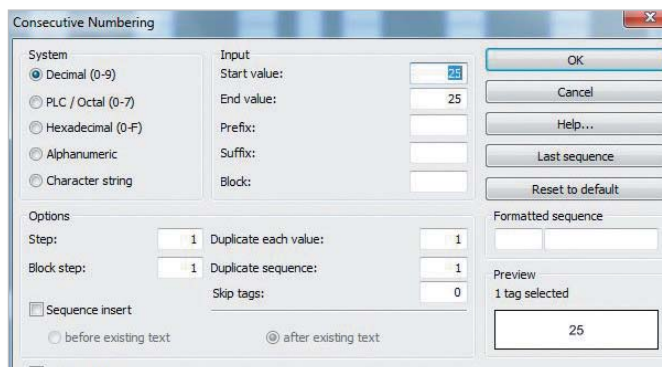 Consecutive Numbering
System
Decimal (0-9)
PLC / Octal (0-7)
Hexadecimal (0-F)
Alphanumeric
Character string
Input
Start value: 25
End value: 25
Prefix:
Suffix:
Block:
OK
Cancel
Help...
Last sequence
Reset to default
Options
Step: 1
Block step: 1
Duplicate each value: 1
Duplicate sequence: 1
Skip tags: 0
Sequence insert
before existing text
after existing text
Formatted sequence
Preview
1 tag selected
25